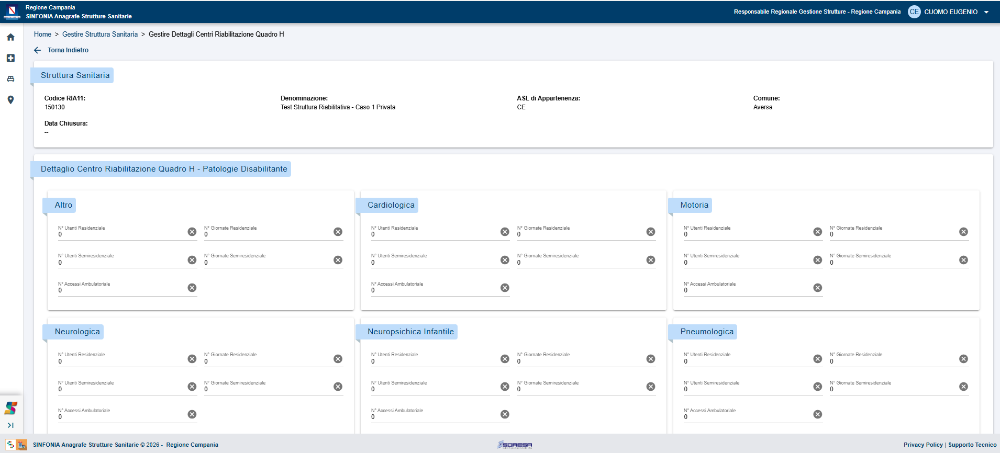 Regione Campania
SINFONIA Anagrafe Strutture Sanitarie
Responsabile Regionale Gestione Strutture - Regione Campania
CE CUOMO EUGENIO
Home > Gestire Struttura Sanitaria > Gestire Dettagli Centri Riabilitazione Quadro H
Torna Indietro
Struttura Sanitaria
Codice RIA11:
150130
Denominazione:
Test Struttura Riabilitativa - Caso 1 Privata
ASL di Appartenenza:
CE
Comune:
Aversa
Data Chiusura:
--
Dettaglio Centro Riabilitazione Quadro H - Patologie Disabilitante
Altro
N° Utenti Residenziale
0
N° Giornate Residenziale
0
N° Utenti Semiresidenziale
0
N° Giornate Semiresidenziale
0
N° Accessi Ambulatoriale
0
Cardiologica
N° Utenti Residenziale
0
N° Giornate Residenziale
0
N° Utenti Semiresidenziale
0
N° Giornate Semiresidenziale
0
N° Accessi Ambulatoriale
0
Motoria
N° Utenti Residenziale
0
N° Giornate Residenziale
0
N° Utenti Semiresidenziale
0
N° Giornate Semiresidenziale
0
N° Accessi Ambulatoriale
0
Neurologica
N° Utenti Residenziale
0
N° Giornate Residenziale
0
N° Utenti Semiresidenziale
0
N° Giornate Semiresidenziale
0
N° Accessi Ambulatoriale
0
Neuropsichica Infantile
N° Utenti Residenziale
0
N° Giornate Residenziale
0
N° Utenti Semiresidenziale
0
N° Giornate Semiresidenziale
0
N° Accessi Ambulatoriale
0
Pneumologica
N° Utenti Residenziale
0
N° Giornate Residenziale
0
N° Utenti Semiresidenziale
0
N° Giornate Semiresidenziale
0
N° Accessi Ambulatoriale
0
SINFONIA Anagrafe Strutture Sanitarie © 2026 - Regione Campania
SORESA
Privacy Policy | Supporto Tecnico